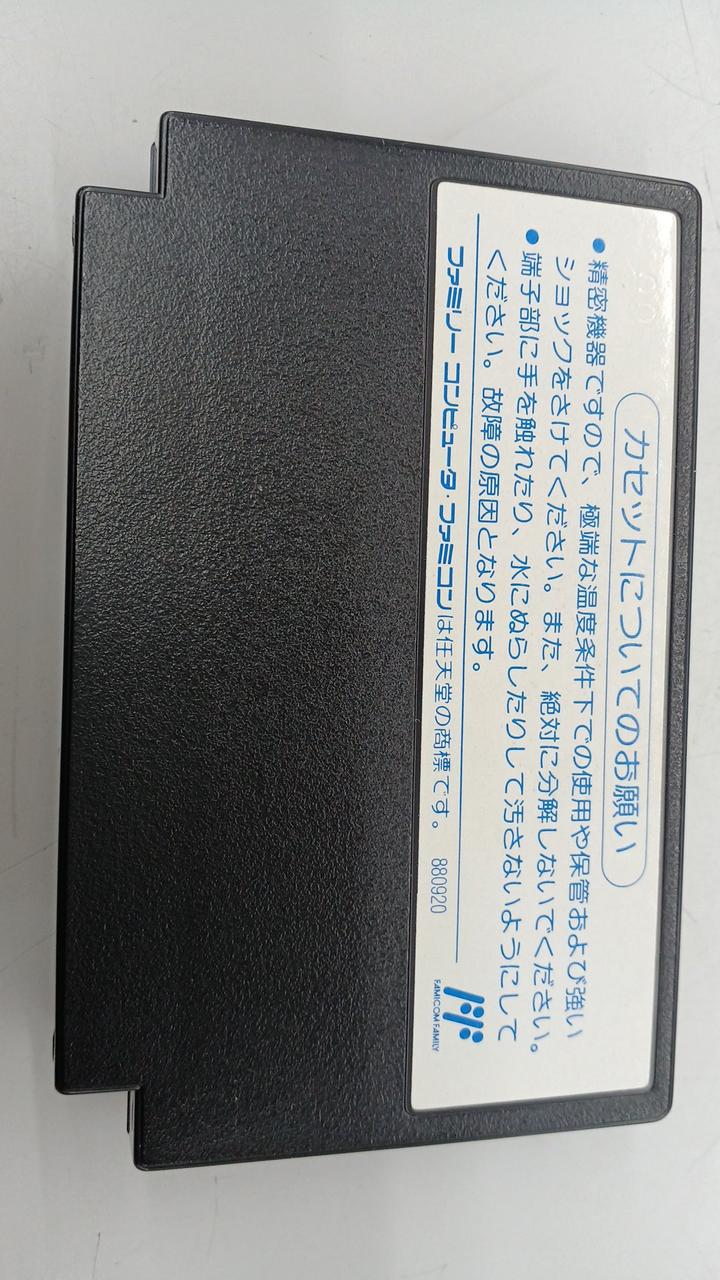 カセットについてのお願い
●精密機器ですので、極端な温度条件下での使用や保管および強い
ショックをさけてください。また、絶対に分解しないでください。
●端子部に手を触れたり、水にぬらしたりして汚さないようにして
ください。故障の原因となります。
ファミリー コンピュータ・ファミコンは任天堂の商標です。 880920
FAMICOM FAMILY